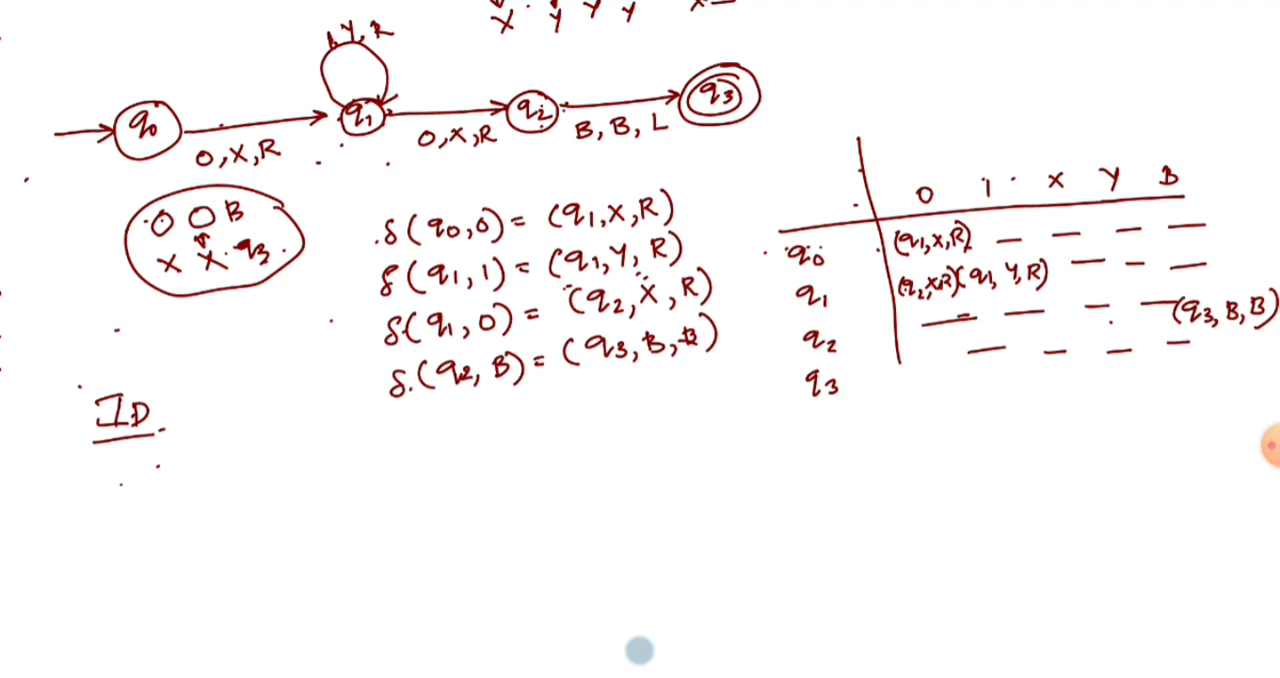 X Y Y Y X
1,Y,R
q0 q1 q2 q3
0,X,R 0,X,R B, B, L
0 0 B
X X q3
δ(q0,0) = (q1,X,R)
δ(q1,1) = (q1,Y,R)
δ(q1,0) = (q2,X,R)
δ(q2,B) = (q3,B,B)
0 1 X Y B
q0 (q1,X,R) — — — —
q1 (q2,X,R) (q1,Y,R) — — —
q2 — — — — (q3,B,B)
q3 — — — —
ID